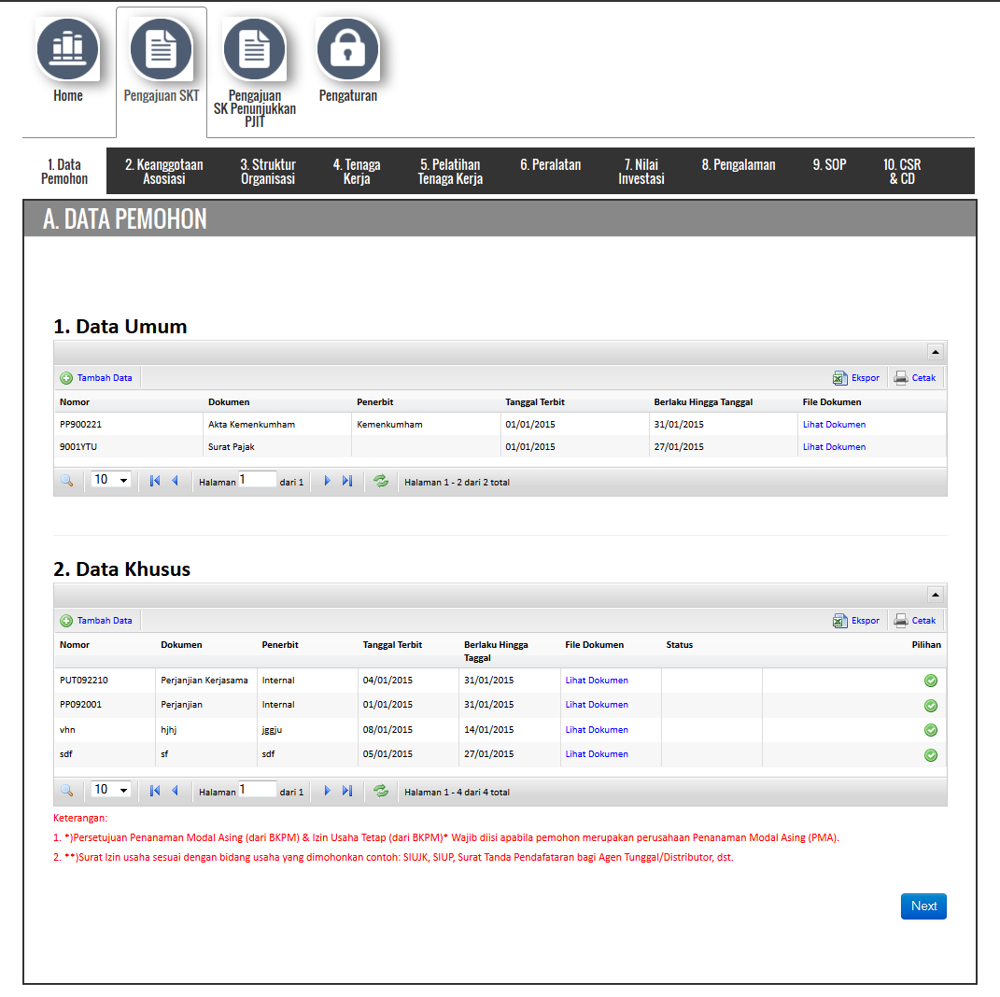 Home
Pengajuan SKT
Pengajuan
SK Penunjukkan
PJIT
Pengaturan
1. Data
Pemohon
2. Keanggotaan
Asosiasi
3. Struktur
Organisasi
4. Tenaga
Kerja
5. Pelatihan
Tenaga Kerja
6. Peralatan
7. Nilai
Investasi
8. Pengalaman
9. SOP
10. CSR
& CD
A. DATA PEMOHON
1. Data Umum
Tambah Data Ekspor Cetak
Nomor Dokumen Penerbit Tanggal Terbit Berlaku Hingga Tanggal File Dokumen
PP900221 Akta Kemenkumham Kemenkumham 01/01/2015 31/01/2015 Lihat Dokumen
9001YTU Surat Pajak 01/01/2015 27/01/2015 Lihat Dokumen
10 Halaman 1 dari 1 Halaman 1 - 2 dari 2 total
2. Data Khusus
Tambah Data Ekspor Cetak
Nomor Dokumen Penerbit Tanggal Terbit Berlaku Hingga File Dokumen Status Pilihan
Taggal
PUT092210 Perjanjian Kerjasama Internal 04/01/2015 31/01/2015 Lihat Dokumen
PP092001 Perjanjian Internal 01/01/2015 31/01/2015 Lihat Dokumen
vhn hjhj jggju 08/01/2015 14/01/2015 Lihat Dokumen
sdf sf sdf 05/01/2015 27/01/2015 Lihat Dokumen
10 Halaman 1 dari 1 Halaman 1 - 4 dari 4 total
Keterangan:
1. *)Persetujuan Penanaman Modal Asing (dari BKPM) & Izin Usaha Tetap (dari BKPM)* Wajib diisi apabila pemohon merupakan perusahaan Penanaman Modal Asing (PMA).
2. **)Surat Izin usaha sesuai dengan bidang usaha yang dimohonkan contoh: SIUJK, SIUP, Surat Tanda Pendafataran bagi Agen Tunggal/Distributor, dst.
Next